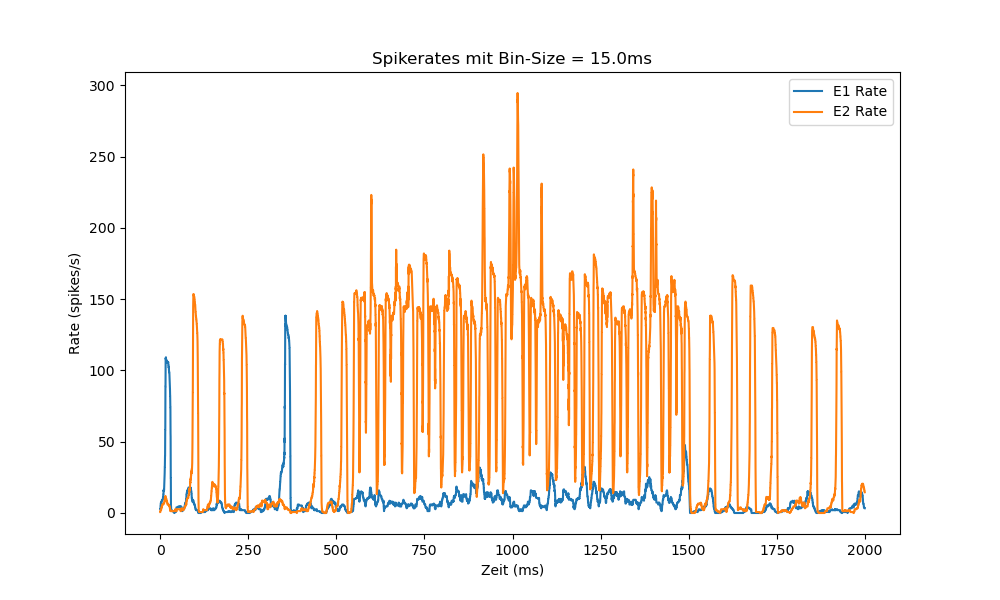 Spikerates mit Bin-Size = 15.0ms
E1 Rate
E2 Rate
300
250
200
150
100
50
0
Rate (spikes/s)
0 250 500 750 1000 1250 1500 1750 2000
Zeit (ms)